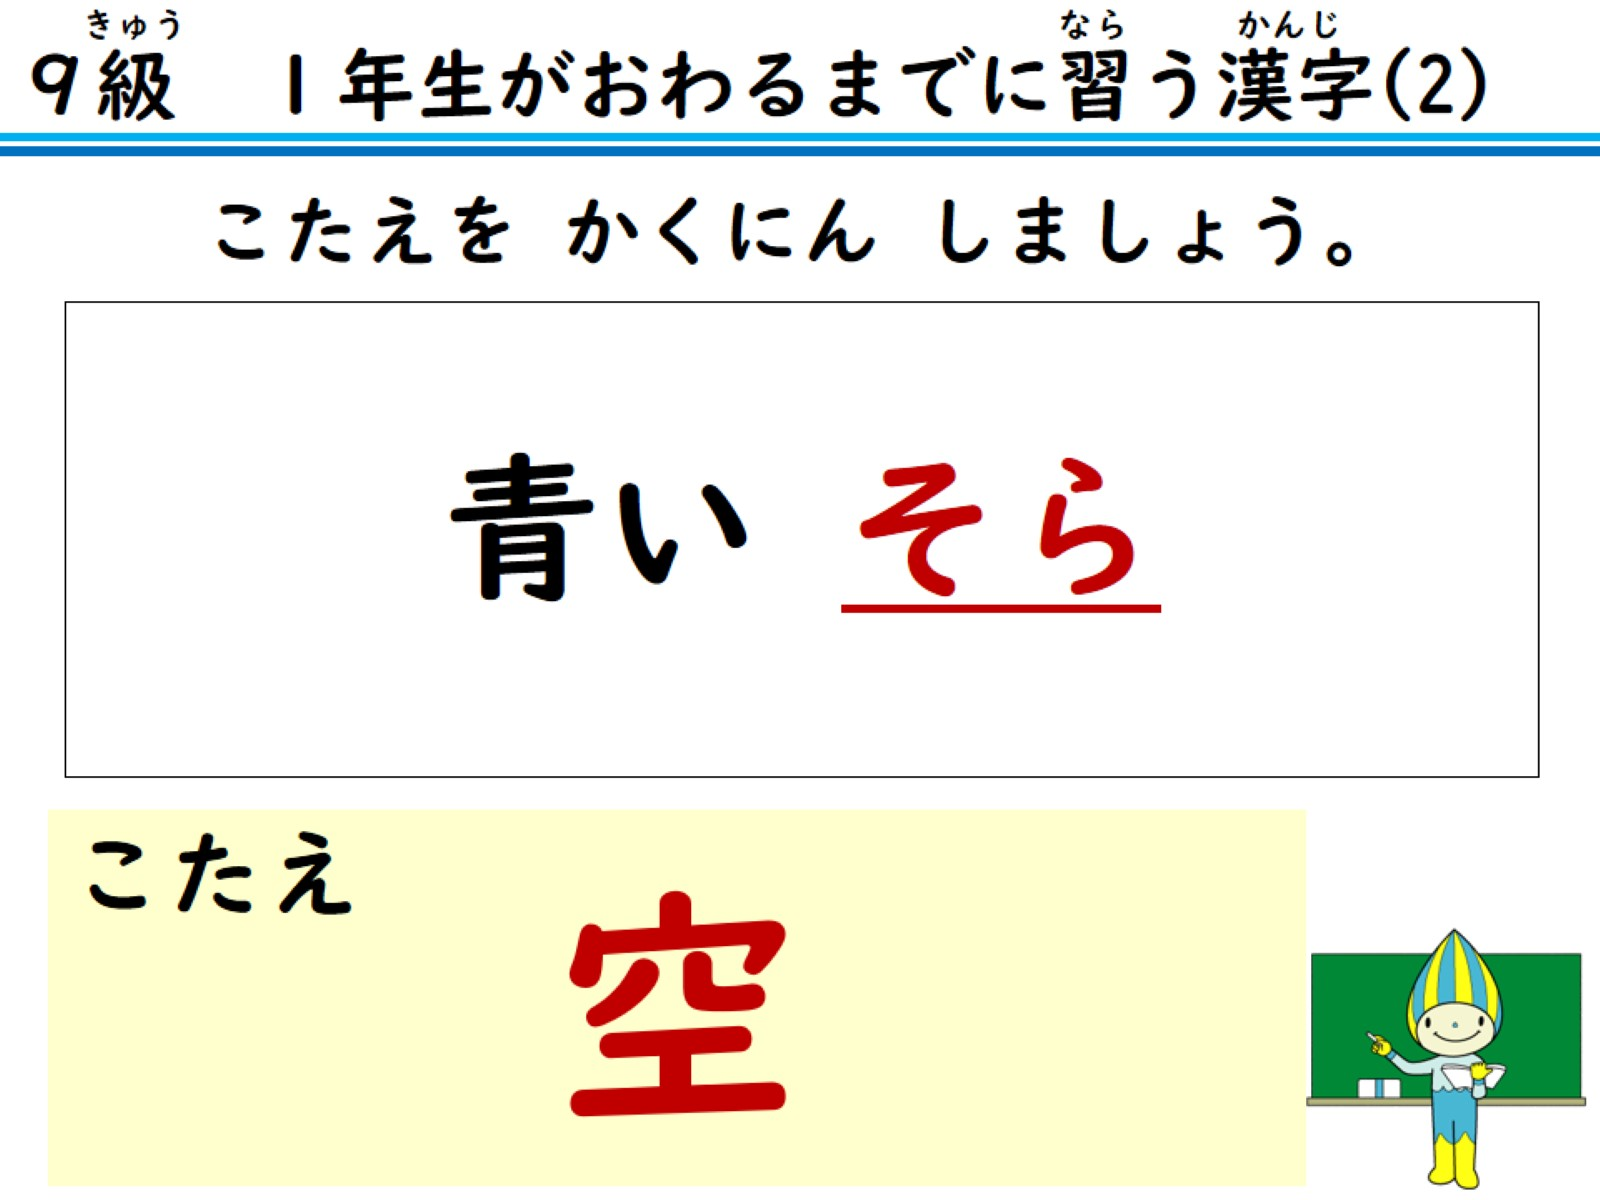 きゅう なら かんじ
9級 1年生がおわるまでに習う漢字(2)
こたえを かくにん しましょう。
青い そら
こたえ
空